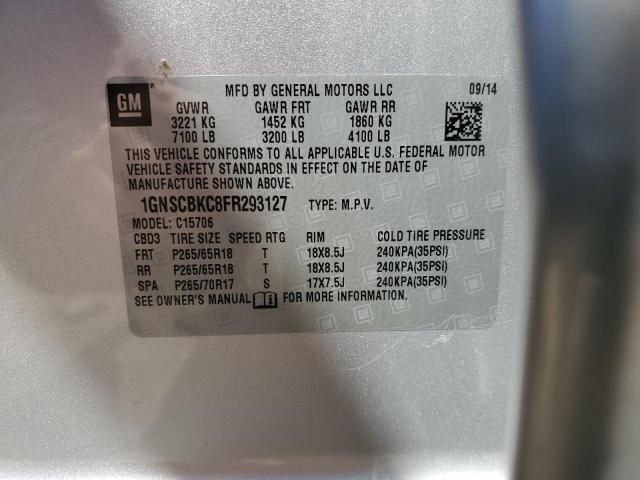 GM MFD BY GENERAL MOTORS LLC 09/14
GVWR GAWR FRT GAWR RR
3221 KG 1452 KG 1860 KG
7100 LB 3200 LB 4100 LB
THIS VEHICLE CONFORMS TO ALL APPLICABLE U.S. FEDERAL MOTOR
VEHICLE SAFETY STANDARDS IN EFFECT ON THE DATE OF
MANUFACTURE SHOWN ABOVE.
1GNSCBKC8FR293127 TYPE: M.P.V.
MODEL: C15706
CBD3 TIRE SIZE SPEED RTG RIM COLD TIRE PRESSURE
FRT P265/65R18 T 18X8.5J 240KPA(35PSI)
RR P265/65R18 T 18X8.5J 240KPA(35PSI)
SPA P265/70R17 S 17X7.5J 240KPA(35PSI)
SEE OWNER'S MANUAL FOR MORE INFORMATION.